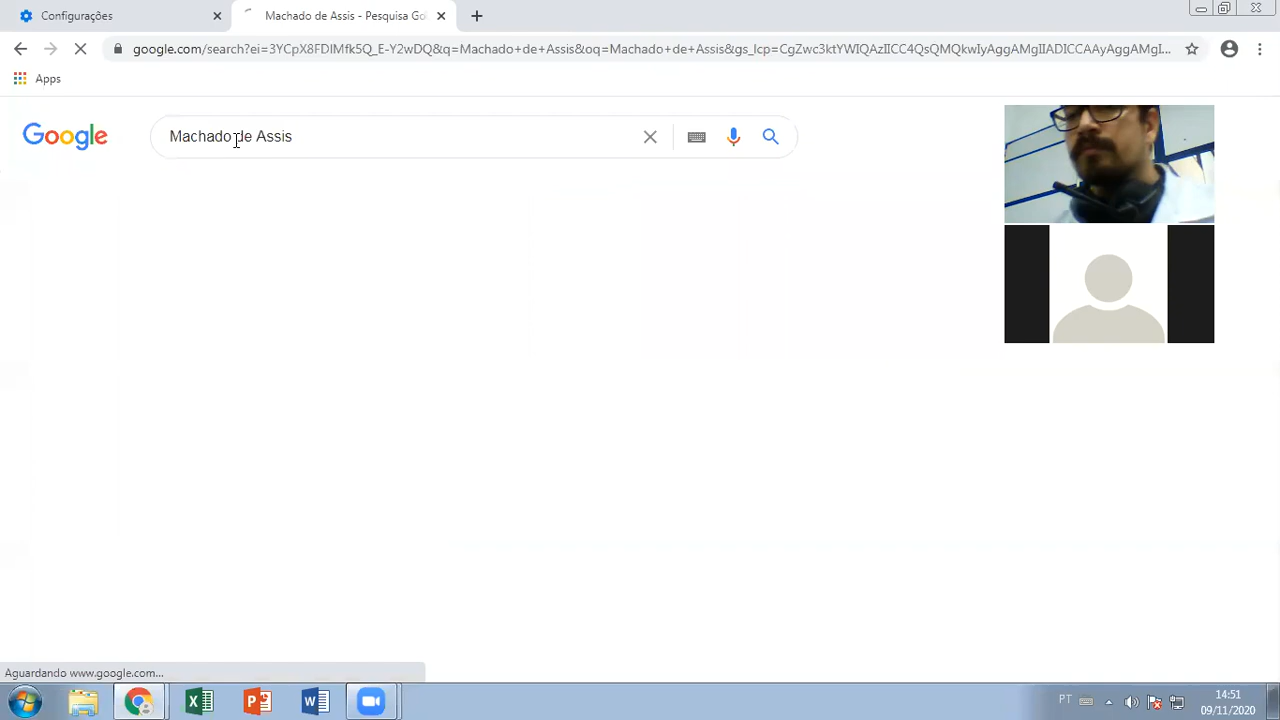 Configurações
Machado de Assis - Pesquisa Go
google.com/search?ei=3YCpX8FDIMfk5Q_E-Y2wDQ&q=Machado+de+Assis&oq=Machado+de+Assis&gs_lcp=CgZwc3ktYWIQAzIICC4QsQMQkwIyAggAMgIIADICCAAyAggAMgI...
Apps
Google
Machado de Assis
Aguardando www.google.com...
PT
14:51
09/11/2020